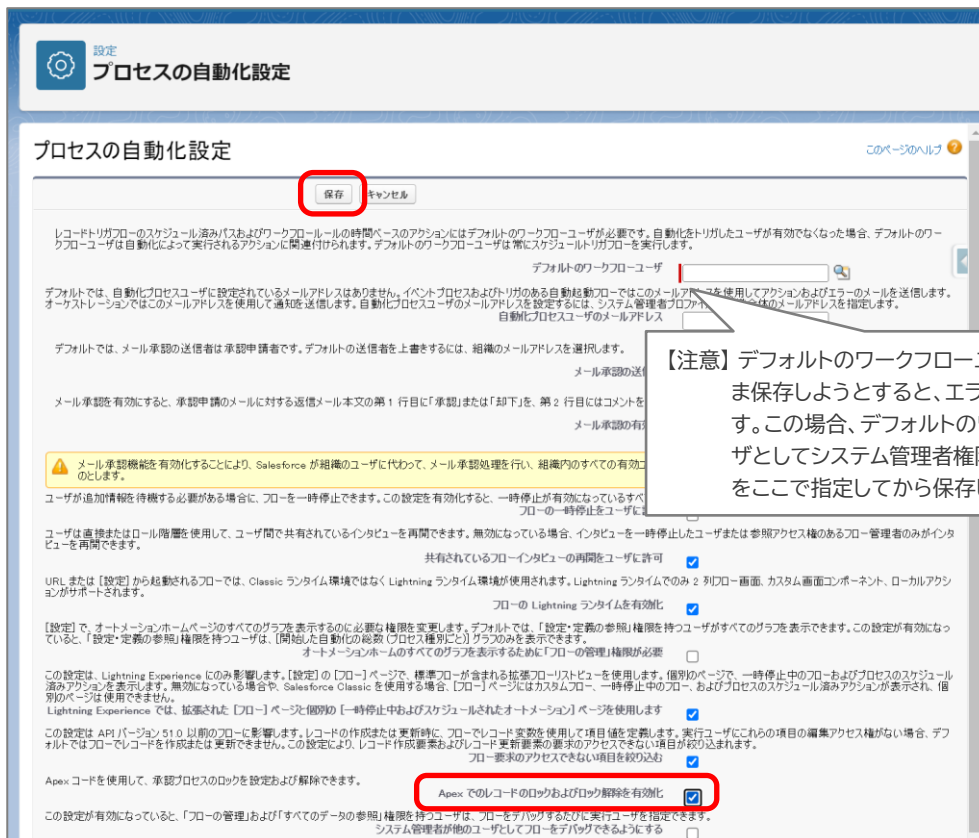 設定
プロセスの自動化設定
プロセスの自動化設定
このページのヘルプ
保存 キャンセル
レコードトリガフローのスケジュール済みパスおよびワークフロールールの時間ベースのアクションにはデフォルトのワークフローユーザが必要です。自動化をトリガしたユーザが有効でなくなった場合、デフォルトのワー
クフローユーザは自動化によって実行されるアクションに関連付けられます。デフォルトのワークフローユーザは常にスケジュールトリガフローを実行します。
デフォルトのワークフローユーザ
デフォルトでは、自動化プロセスユーザに設定されているメールアドレスはありません。イベントプロセスおよびトリガのある自動起動フローではこのメールアドレスを使用してアクションおよびエラーのメールを送信します。
オーケストレーションではこのメールアドレスを使用して通知を送信します。自動化プロセスユーザのメールアドレスを設定するには、システム管理者プロファイ 体のメールアドレスを指定します。
自動化プロセスユーザのメールアドレス
デフォルトでは、メール承認の送信者は承認申請者です。デフォルトの送信者を上書きするには、組織のメールアドレスを選択します。
メール承認の送
メール承認を有効にすると、承認申請のメールに対する返信メール本文の第 1 行目に「承認」または「却下」を、第 2 行目にはコメントを
メール承認の有
メール承認機能を有効化することにより、Salesforce が組織のユーザに代わって、メール承認処理を行い、組織内のすべての有効
のとします。
【注意】 デフォルトのワークフロー
ま保存しようとすると、エラ
す。この場合、デフォルトの
ザとしてシステム管理者権
をここで指定してから保存
ユーザが追加情報を待機する必要がある場合に、フローを一時停止できます。この設定を有効化すると、一時停止が有効になっているすべ
フローの一時停止をユーザに
ユーザは直接またはロール階層を使用して、ユーザ間で共有されているインタビューを再開できます。無効になっている場合、インタビューを一時停止したユーザまたは参照アクセス権のあるフロー管理者のみがインタ
ビューを再開できます。
共有されているフローインタビューの再開をユーザに許可
URL または [設定] から起動されるフローでは、Classic ランタイム環境ではなく Lightning ランタイム環境が使用されます。Lightning ランタイムでのみ 2 列フロー画面、カスタム画面コンポーネント、ローカルアクシ
ョンがサポートされます。
フローの Lightning ランタイムを有効化
[設定] で、オートメーションホームページのすべてのグラフを表示するのに必要な権限を変更します。デフォルトでは、「設定・定義の参照」権限を持つユーザがすべてのグラフを表示できます。この設定が有効になっ
ていると、「設定・定義の参照」権限を持つユーザは、[開始した自動化の総数 (プロセス種別ごと)] グラフのみを表示できます。
オートメーションホームのすべてのグラフを表示するために「フローの管理」権限が必要
この設定は、Lightning Experience にのみ影響します。[設定] の [フロー] ページで、標準フローが含まれる拡張フローリストビューを使用します。個別のページで、一時停止中のフローおよびプロセスのスケジュール
済みアクションを表示します。無効になっている場合や、Salesforce Classic を使用する場合、[フロー] ページにはカスタムフロー、一時停止中のフロー、およびプロセスのスケジュール済みアクションが表示され、個
別のページは使用できません。
Lightning Experience では、拡張された [フロー] ページと個別の [一時停止中およびスケジュールされたオートメーション] ページを使用します
この設定は API バージョン 51.0 以前のフローに影響します。レコードの作成または更新時に、フローでレコード変数を使用して項目値を定義します。実行ユーザにこれらの項目の編集アクセス権がない場合、デフ
ォルトではフローでレコードを作成または更新できません。この設定により、レコード作成要素およびレコード更新要素の要求のアクセスできない項目が絞り込まれます。
フロー要求のアクセスできない項目を絞り込む
Apex コードを使用して、承認プロセスのロックを設定および解除できます。
Apex でのレコードのロックおよびロック解除を有効化
この設定が有効になっていると、「フローの管理」および「すべてのデータの参照」権限を持つユーザは、フローをデバッグするたびに実行ユーザを指定できます。
システム管理者が他のユーザとしてフローをデバッグできるようにする